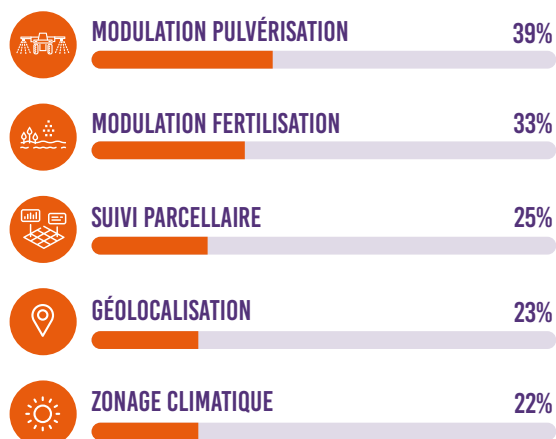 MODULATION PULVÉRISATION 39%
MODULATION FERTILISATION 33%
SUIVI PARCELLAIRE 25%
GÉOLOCALISATION 23%
ZONAGE CLIMATIQUE 22%